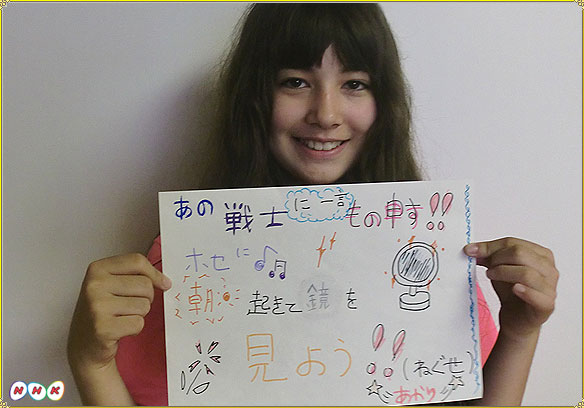 あの戦士に一言もの申す!!
ホセに♪♬
朝起きて鏡を
見よう!!(ねぐせ)
あかり
NHK